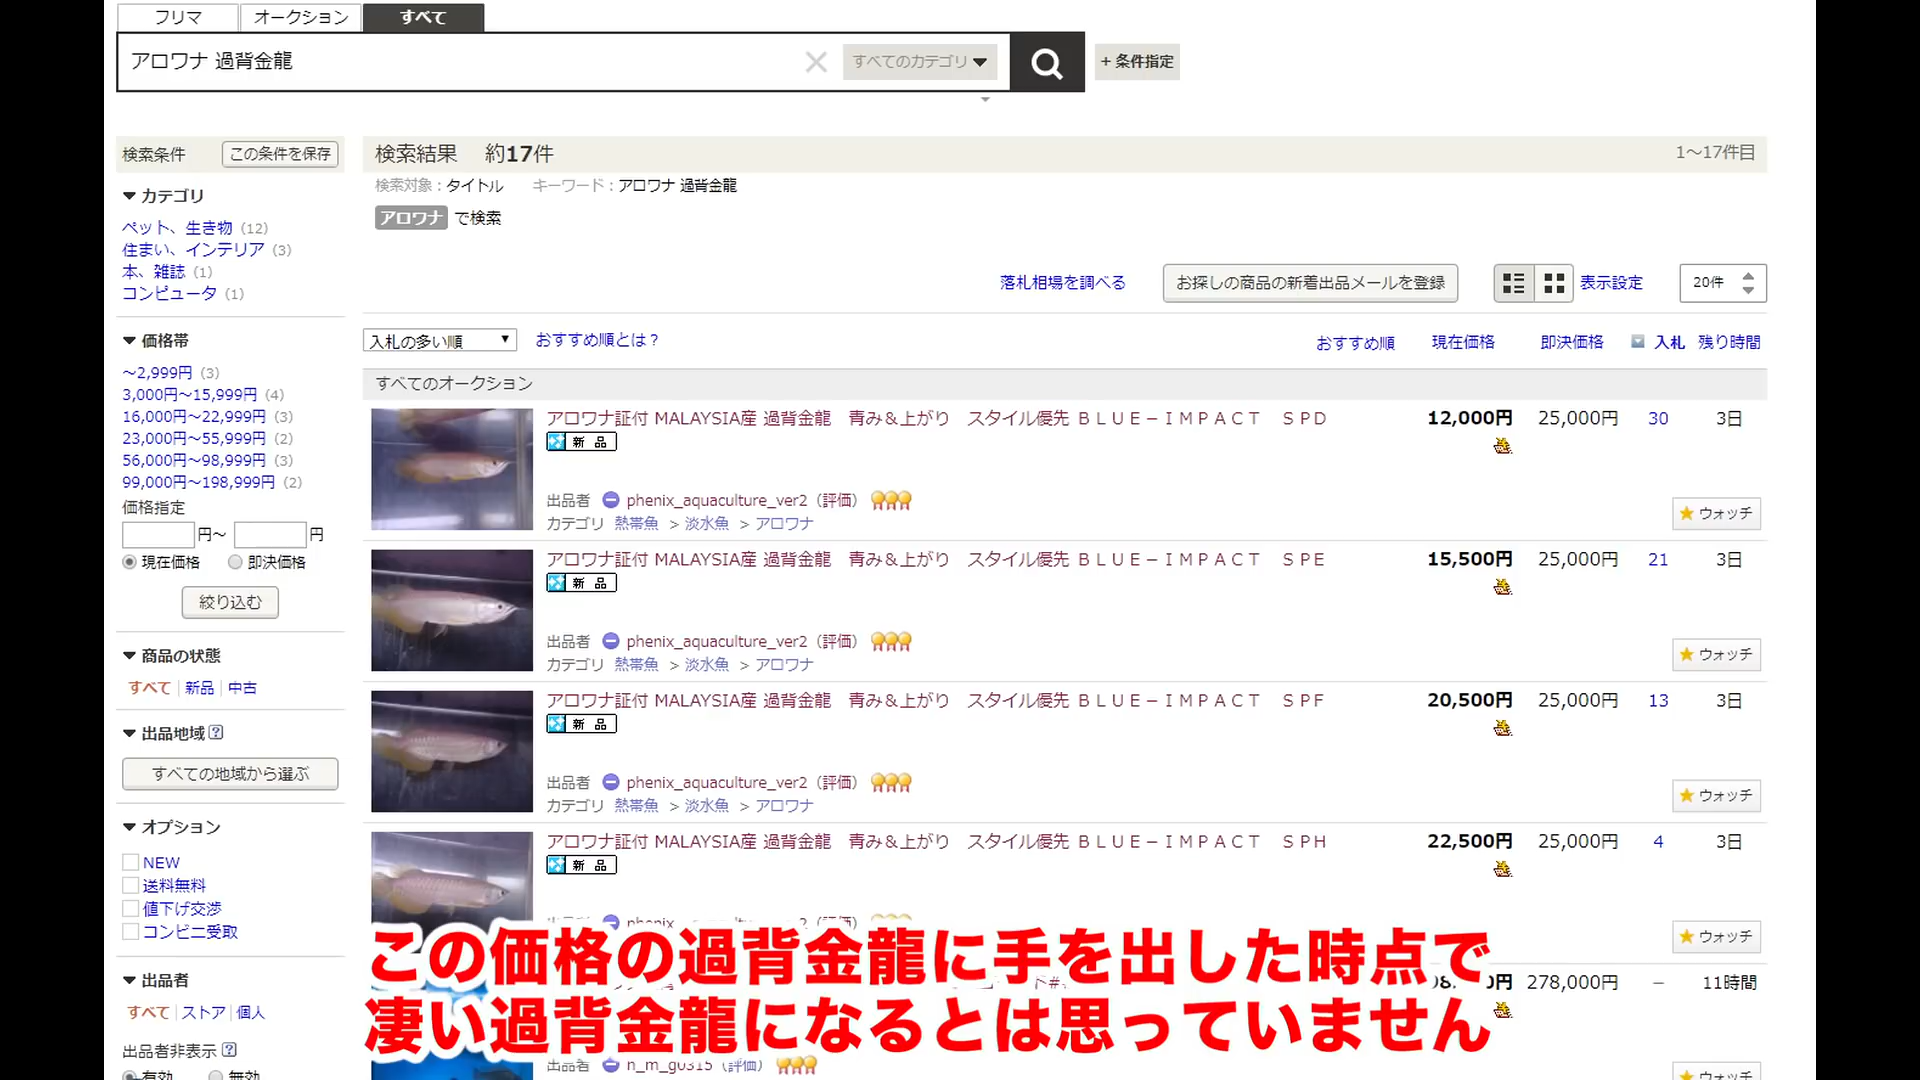 フリマ
オークション
すべて
アロワナ 過背金龍
すべてのカテゴリ
+ 条件指定
検索条件
この条件を保存
▼ カテゴリ
ペット、生き物 (12)
住まい、インテリア (3)
本、雑誌 (1)
コンピュータ (1)
▼ 価格帯
～2,999円 (3)
3,000円～15,999円 (4)
16,000円～22,999円 (3)
23,000円～55,999円 (2)
56,000円～98,999円 (3)
99,000円～198,999円 (2)
価格指定
円～ 円
現在価格 即決価格
絞り込む
▼ 商品の状態
すべて 新品 中古
▼ 出品地域 ?
すべての地域から選ぶ
▼ オプション
NEW
送料無料
値下げ交渉
コンビニ受取
▼ 出品者
すべて ストア 個人
出品者非表示 ?
有効 無効
検索結果 約17件
1～17件目
検索対象：タイトル キーワード：アロワナ 過背金龍
アロワナ で検索
落札相場を調べる
お探しの商品の新着出品メールを登録
表示設定
20件
入札の多い順
おすすめ順とは？
おすすめ順 現在価格 即決価格 入札 残り時間
すべてのオークション
アロワナ証付 MALAYSIA産 過背金龍 青み＆上がり スタイル優先 ＢＬＵＥ－ＩＭＰＡＣＴ ＳＰＤ
12,000円 25,000円 30 3日
新 品
出品者 phenix_aquaculture_ver2（評価）
カテゴリ 熱帯魚 ＞淡水魚 ＞アロワナ
ウォッチ
アロワナ証付 MALAYSIA産 過背金龍 青み＆上がり スタイル優先 ＢＬＵＥ－ＩＭＰＡＣＴ ＳＰＥ
15,500円 25,000円 21 3日
新 品
出品者 phenix_aquaculture_ver2（評価）
カテゴリ 熱帯魚 ＞淡水魚 ＞アロワナ
ウォッチ
アロワナ証付 MALAYSIA産 過背金龍 青み＆上がり スタイル優先 ＢＬＵＥ－ＩＭＰＡＣＴ ＳＰＦ
20,500円 25,000円 13 3日
新 品
出品者 phenix_aquaculture_ver2（評価）
カテゴリ 熱帯魚 ＞淡水魚 ＞アロワナ
ウォッチ
アロワナ証付 MALAYSIA産 過背金龍 青み＆上がり スタイル優先 ＢＬＵＥ－ＩＭＰＡＣＴ ＳＰＨ
22,500円 25,000円 4 3日
新 品
ウォッチ
278,000円 － 11時間
この価格の過背金龍に手を出した時点で
凄い過背金龍になるとは思っていません
出品者 n_m_g0315（評価）
ウォッチ